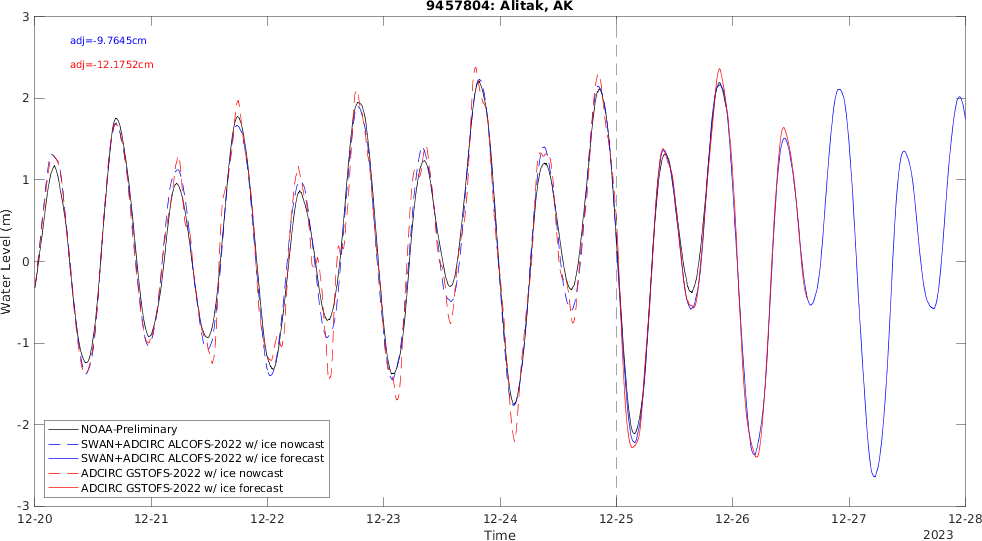 9457804: Alitak, AK
adj=-9.7645cm
adj=-12.1752cm
3
2
1
0
-1
-2
-3
Water Level (m)
NOAA-Preliminary
SWAN+ADCIRC ALCOFS-2022 w/ ice nowcast
SWAN+ADCIRC ALCOFS-2022 w/ ice forecast
ADCIRC GSTOFS-2022 w/ ice nowcast
ADCIRC GSTOFS-2022 w/ ice forecast
12-20 12-21 12-22 12-23 12-24 12-25 12-26 12-27 12-28
Time
2023